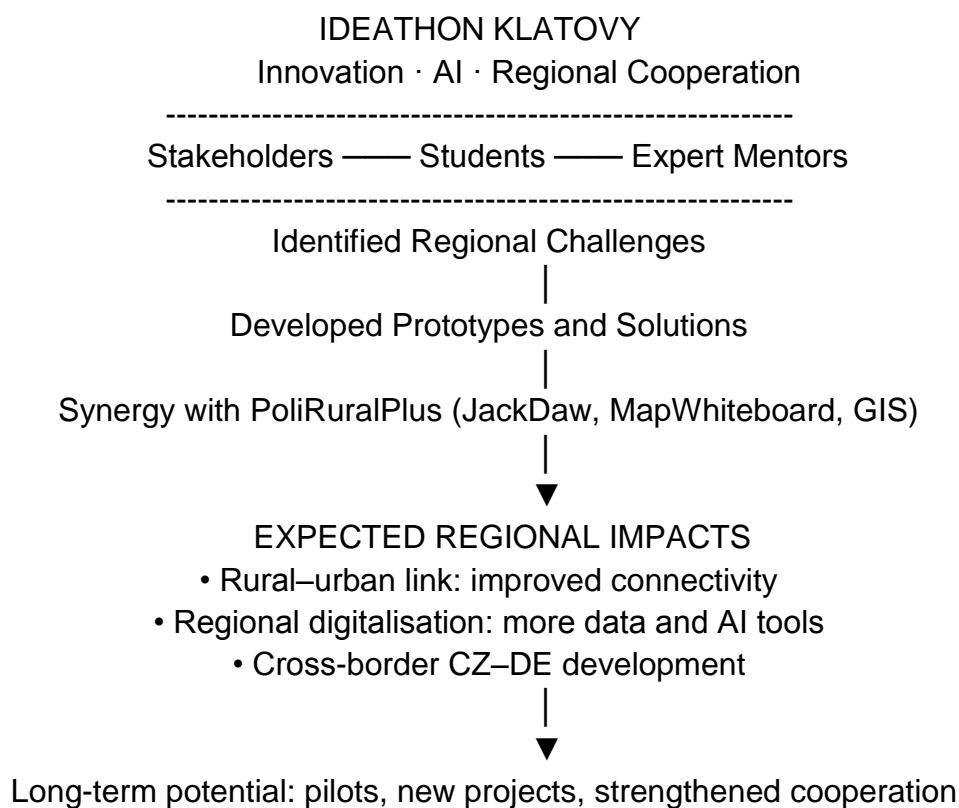 IDEATHON KLATOVY
Innovation · AI · Regional Cooperation
-----------------------------------------------------------
Stakeholders —— Students —— Expert Mentors
-----------------------------------------------------------
Identified Regional Challenges
│
Developed Prototypes and Solutions
│
Synergy with PoliRuralPlus (JackDaw, MapWhiteboard, GIS)
│
▼
EXPECTED REGIONAL IMPACTS
• Rural–urban link: improved connectivity
• Regional digitalisation: more data and AI tools
• Cross-border CZ–DE development
│
▼
Long-term potential: pilots, new projects, strengthened cooperation